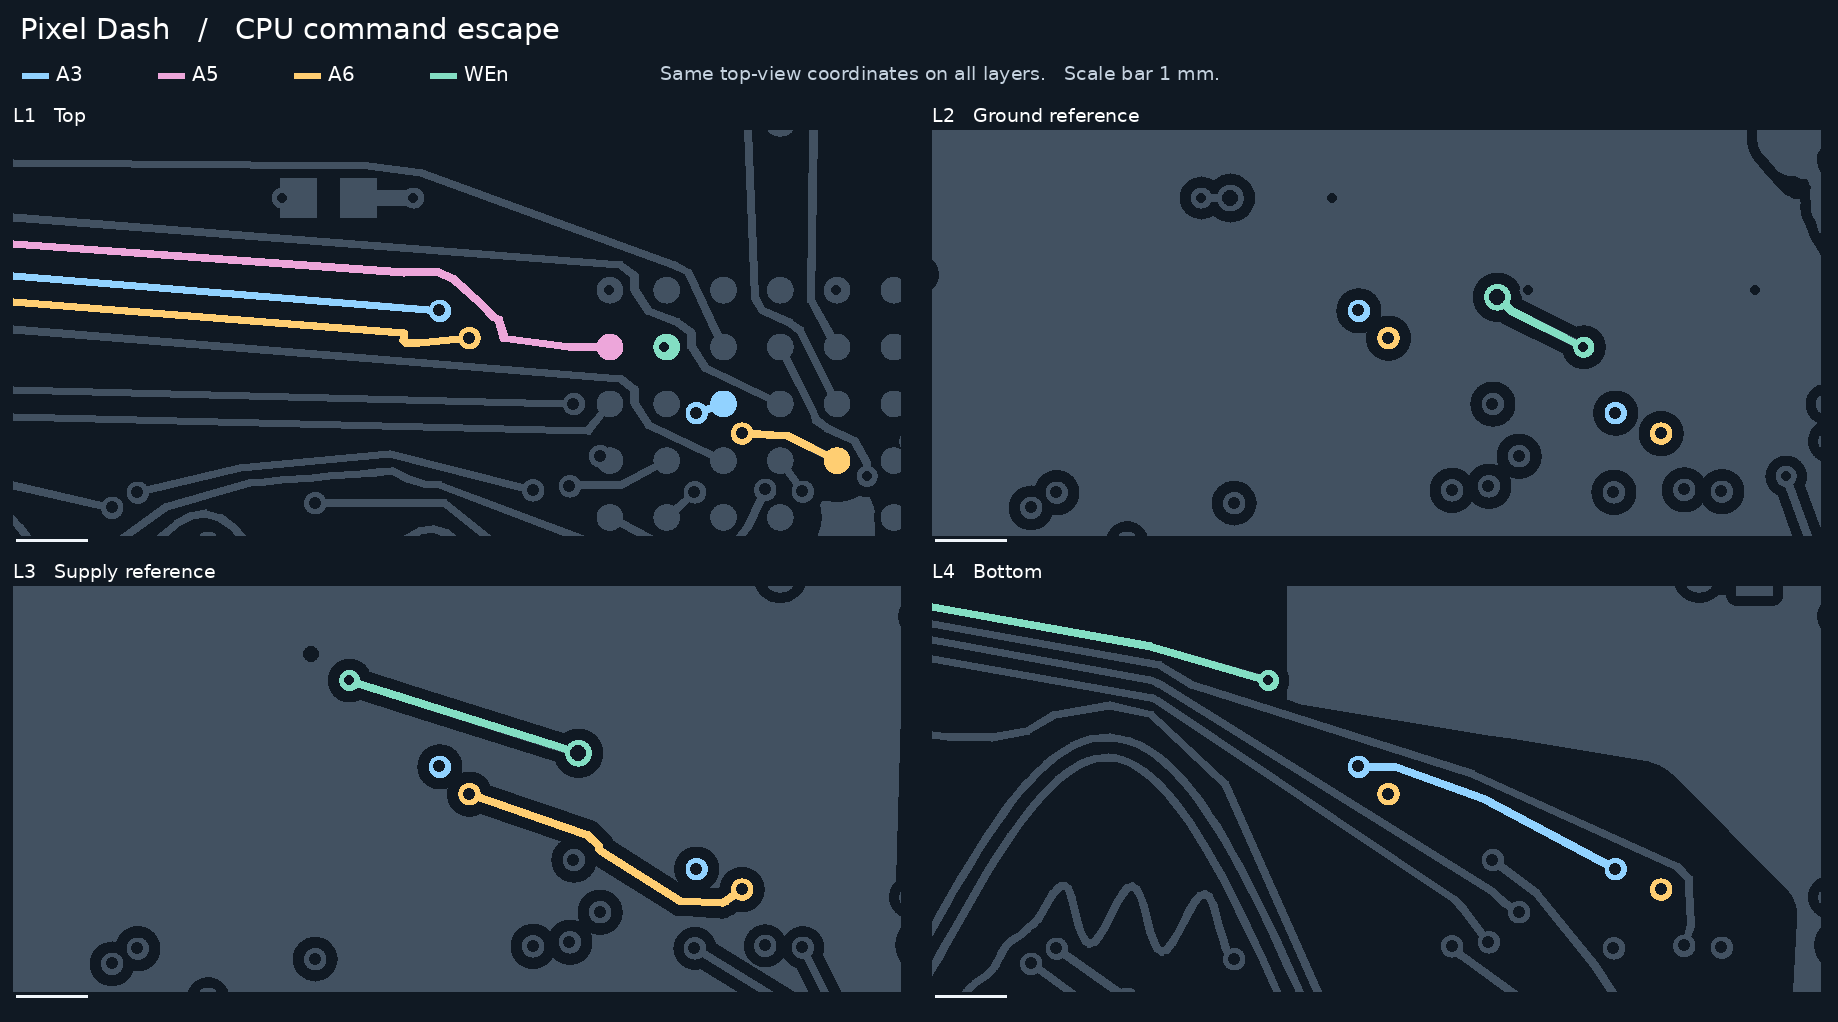 Pixel Dash / CPU command escape
A3 A5 A6 WEn Same top-view coordinates on all layers. Scale bar 1 mm.
L1 Top
L2 Ground reference
L3 Supply reference
L4 Bottom